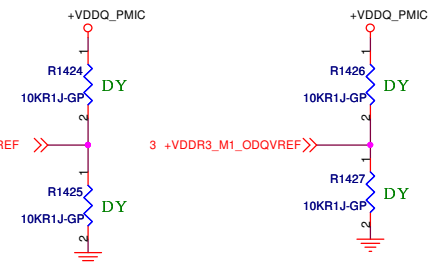 +VDDQ_PMIC
+VDDQ_PMIC
1
1
R1424
R1426
10KR1J-GP
DY
10KR1J-GP
DY
2
2
REF
3 +VDDR3_M1_ODQVREF
1
1
R1425
R1427
10KR1J-GP
DY
10KR1J-GP
DY
2
2